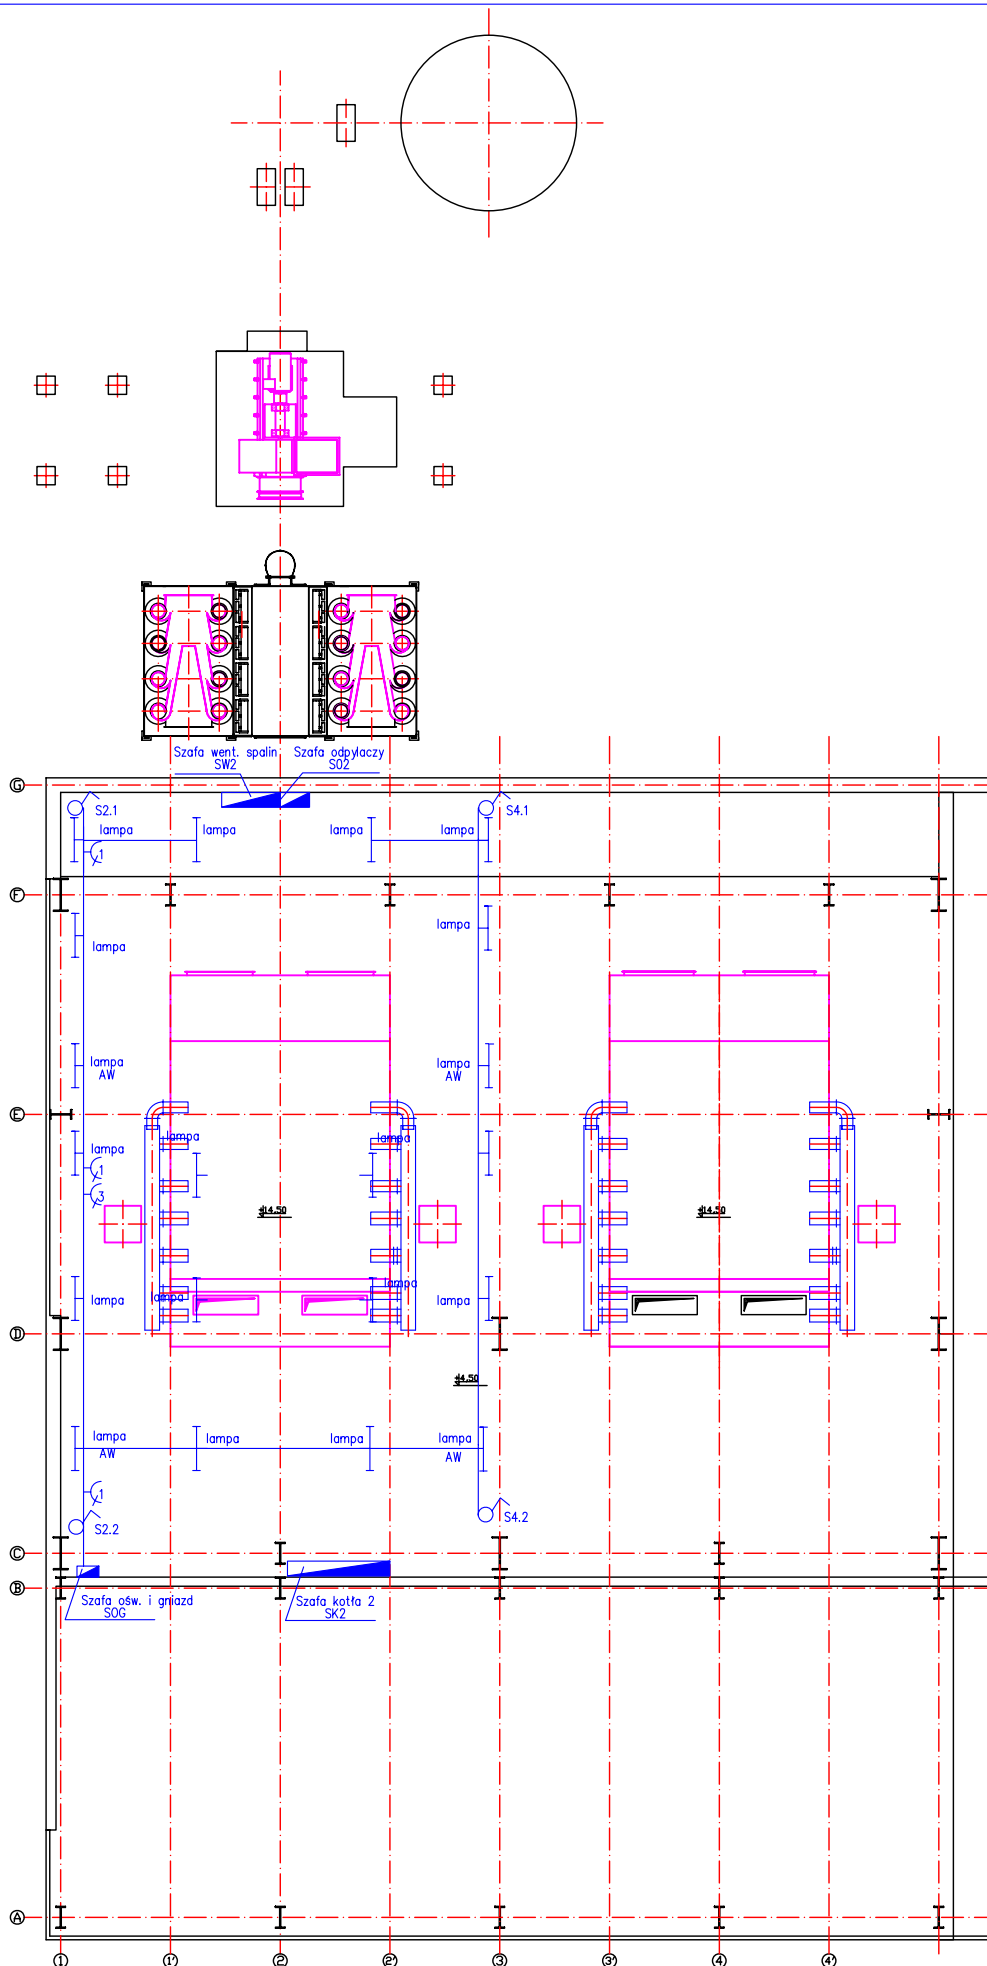 Szafa went. spalin
SW2
Szafa odpylaczy
SO2
G
S2.1
S4.1
lampa
lampa
lampa
lampa
1
F
lampa
lampa
lampa
AW
lampa
AW
E
lampa
lampa
lampa
lampa
1
3
+14.50
+14.50
lampa
lampa
lampa
lampa
D
+4.50
lampa
AW
lampa
lampa
lampa
AW
1
S2.2
S4.2
C
B
Szafa ośw. i gniazd
SOG
Szafa kotła 2
SK2
A
1
1'
2
2'
3
3'
4
4'